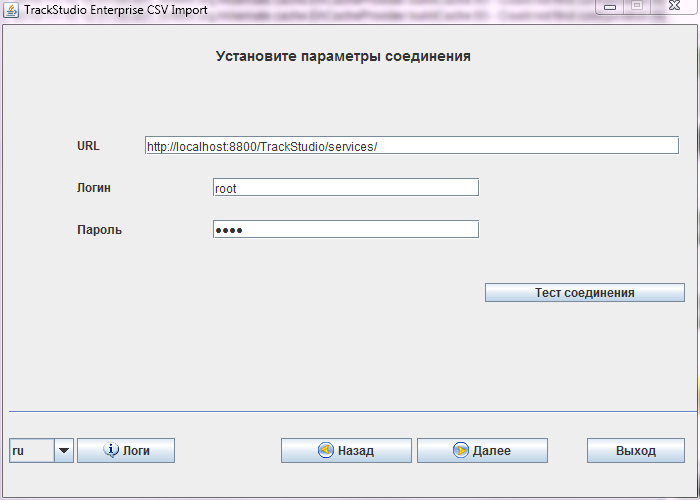 TrackStudio Enterprise CSV Import
Установите параметры соединения
URL http://localhost:8800/TrackStudio/services/
Логин root
Пароль ●●●●
Тест соединения
ru Логи Назад Далее Выход